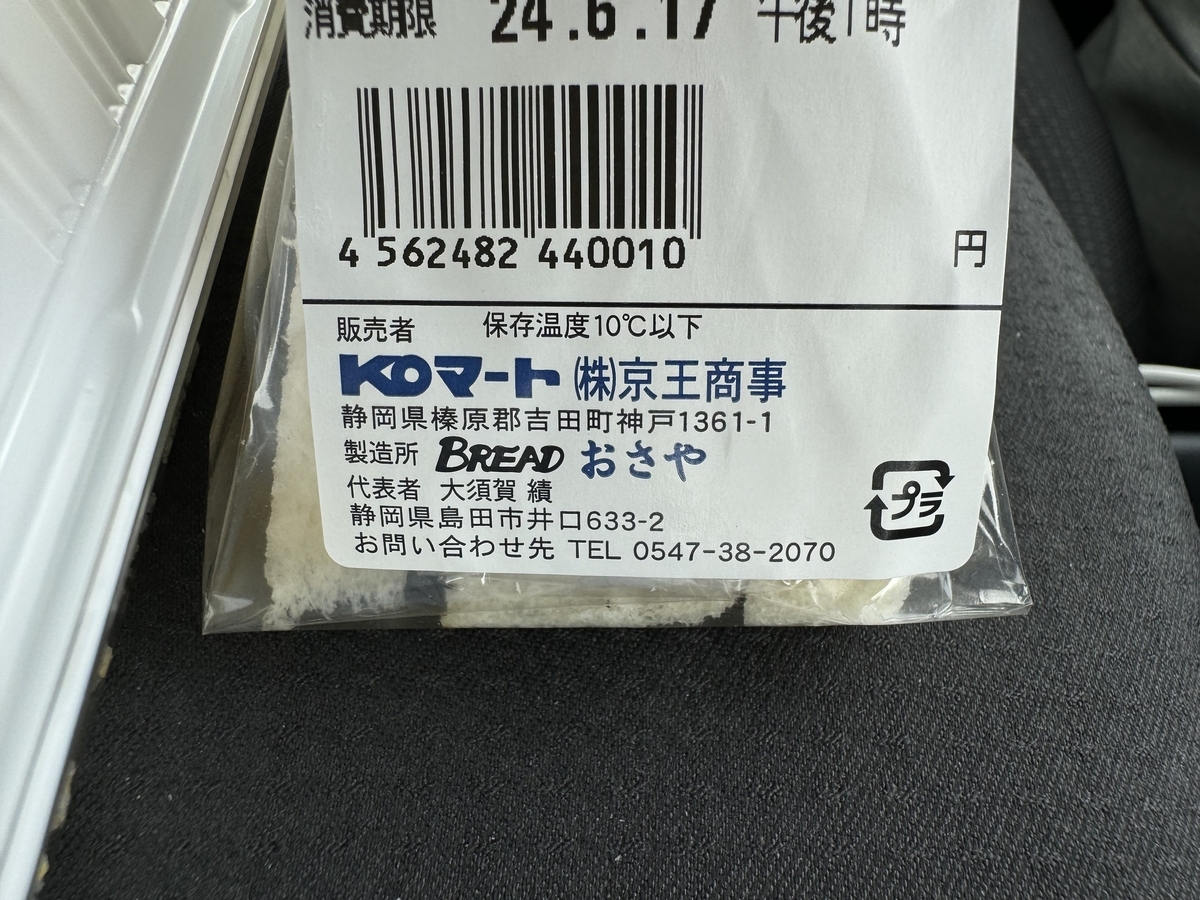 消費期限 24.6.17 午後1時
4 562482 440010
円
販売者 保存温度10℃以下
KOマート ㈱京王商事
静岡県榛原郡吉田町神戸1361-1
製造所 BREAD おさや
代表者 大須賀 績
静岡県島田市井口633-2
お問い合わせ先 TEL 0547-38-2070
プラ